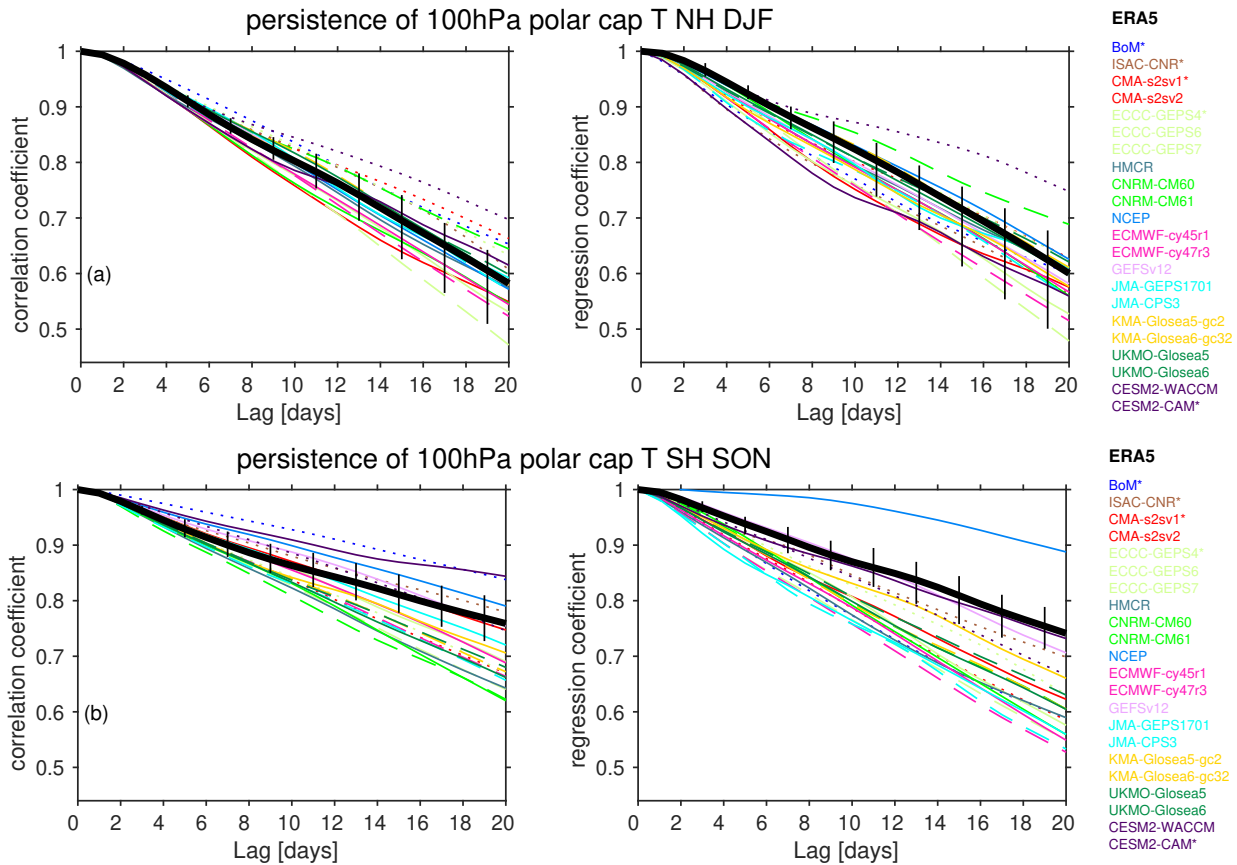 persistence of 100hPa polar cap T NH DJF
1
0.9
0.8
0.7
0.6
0.5
correlation coefficient
(a)
0 2 4 6 8 10 12 14 16 18 20
Lag [days]
1
0.9
0.8
0.7
0.6
0.5
regression coefficient
0 2 4 6 8 10 12 14 16 18 20
Lag [days]
ERA5
BoM*
ISAC-CNR*
CMA-s2sv1*
CMA-s2sv2
ECCC-GEPS4*
ECCC-GEPS6
ECCC-GEPS7
HMCR
CNRM-CM60
CNRM-CM61
NCEP
ECMWF-cy45r1
ECMWF-cy47r3
GEFSv12
JMA-GEPS1701
JMA-CPS3
KMA-Glosea5-gc2
KMA-Glosea6-gc32
UKMO-Glosea5
UKMO-Glosea6
CESM2-WACCM
CESM2-CAM*
persistence of 100hPa polar cap T SH SON
1
0.9
0.8
0.7
0.6
0.5
correlation coefficient
(b)
0 2 4 6 8 10 12 14 16 18 20
Lag [days]
1
0.9
0.8
0.7
0.6
0.5
regression coefficient
0 2 4 6 8 10 12 14 16 18 20
Lag [days]
ERA5
BoM*
ISAC-CNR*
CMA-s2sv1*
CMA-s2sv2
ECCC-GEPS4*
ECCC-GEPS6
ECCC-GEPS7
HMCR
CNRM-CM60
CNRM-CM61
NCEP
ECMWF-cy45r1
ECMWF-cy47r3
GEFSv12
JMA-GEPS1701
JMA-CPS3
KMA-Glosea5-gc2
KMA-Glosea6-gc32
UKMO-Glosea5
UKMO-Glosea6
CESM2-WACCM
CESM2-CAM*